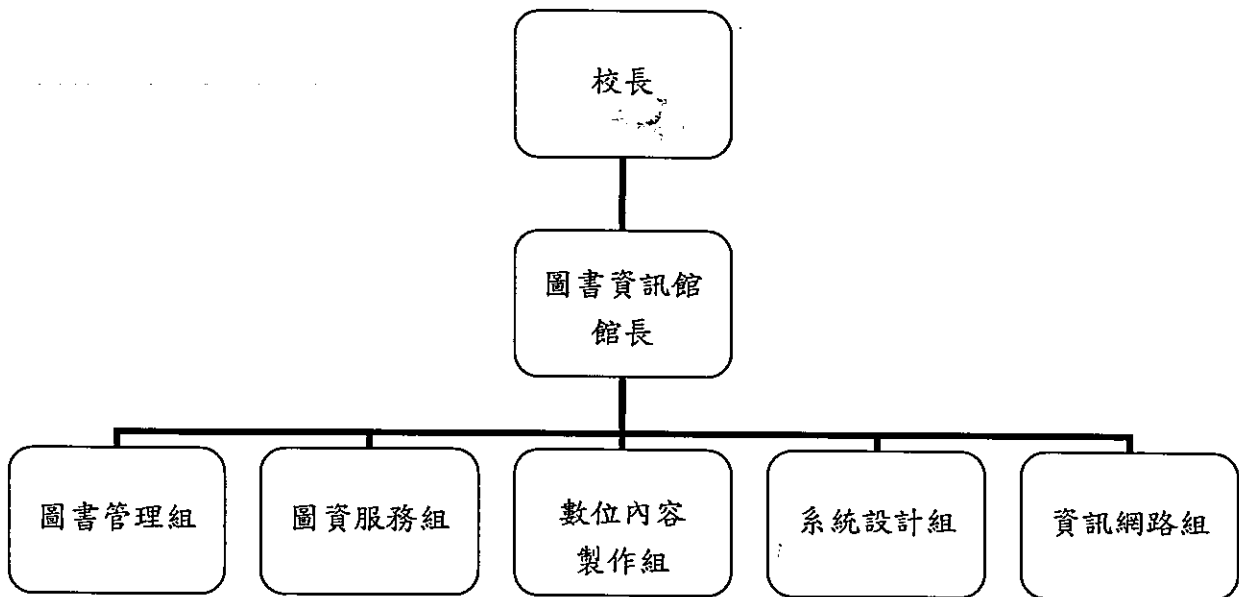 校長
圖書資訊館
館長
圖書管理組
圖資服務組
數位內容
製作組
系統設計組
資訊網路組